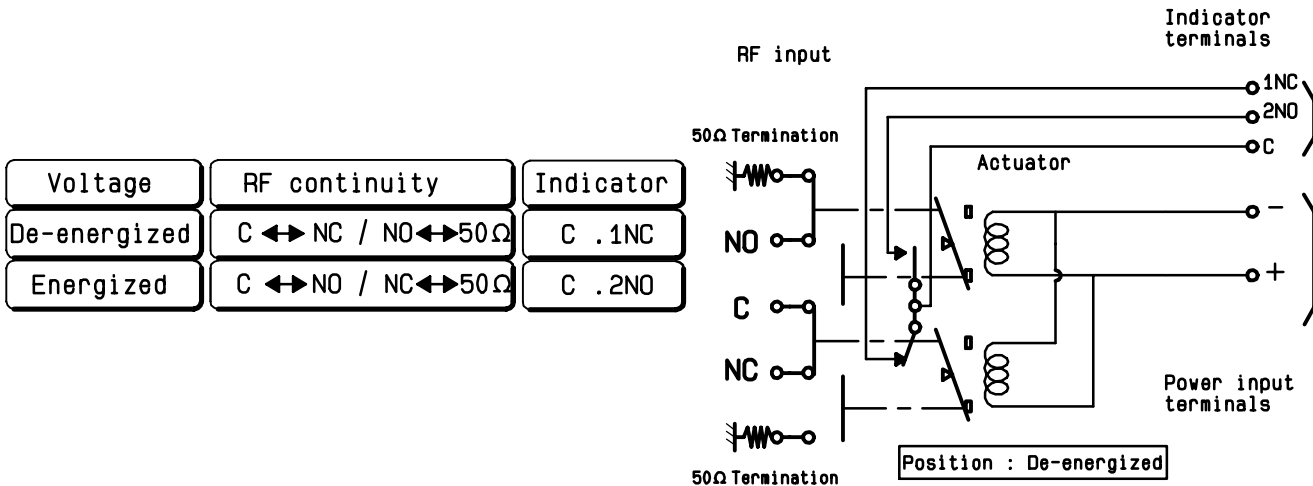 Voltage
RF continuity
Indicator
De-energized
C ↔ NC / NO↔50Ω
C .1NC
Energized
C ↔ NO / NC↔50Ω
C .2NO
Indicator
terminals
RF input
1NC
2NO
C
50Ω Termination
Actuator
NO
-
+
C
NC
Power input
terminals
50Ω Termination
Position : De-energized